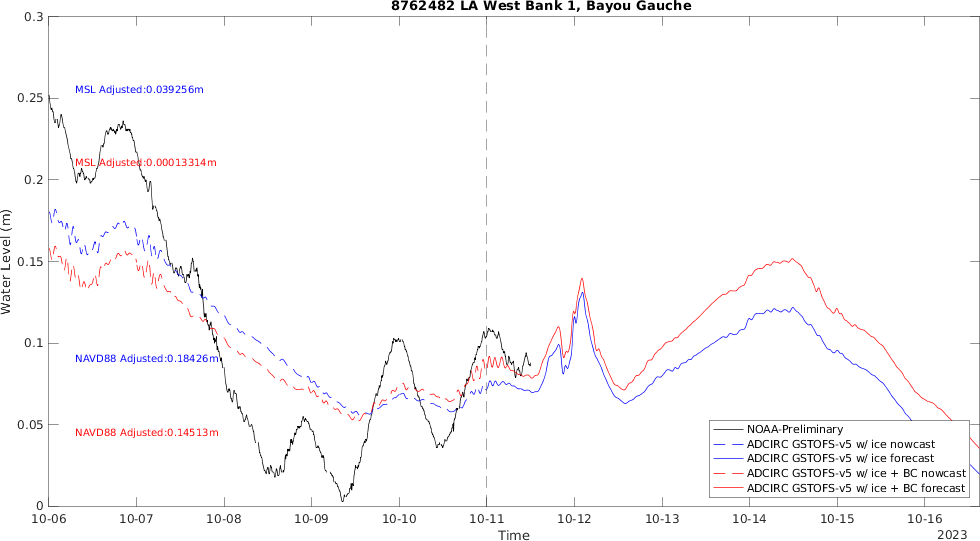 8762482 LA West Bank 1, Bayou Gauche
0.3
0.25
0.2
0.15
0.1
0.05
0
Water Level (m)
MSL Adjusted:0.039256m
MSL Adjusted:0.00013314m
NAVD88 Adjusted:0.18426m
NAVD88 Adjusted:0.14513m
NOAA-Preliminary
ADCIRC GSTOFS-v5 w/ ice nowcast
ADCIRC GSTOFS-v5 w/ ice forecast
ADCIRC GSTOFS-v5 w/ ice + BC nowcast
ADCIRC GSTOFS-v5 w/ ice + BC forecast
10-06 10-07 10-08 10-09 10-10 10-11 10-12 10-13 10-14 10-15 10-16
Time
2023